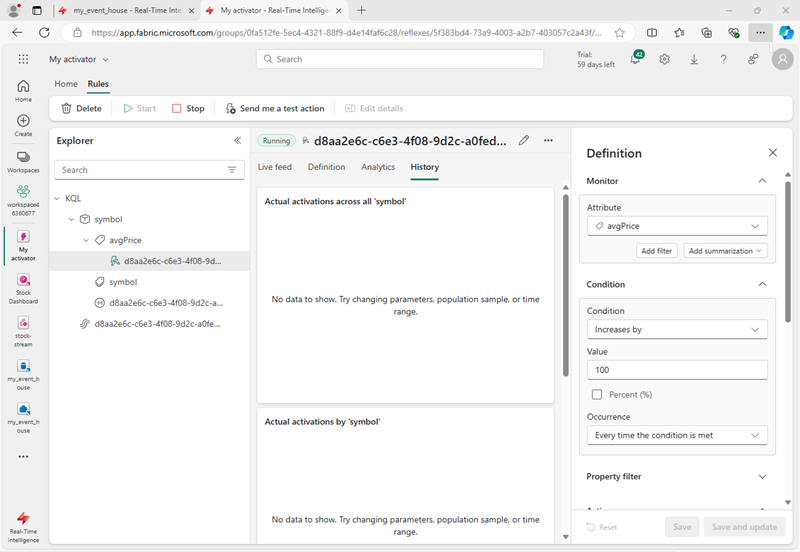 my_event_house - Real-Time Intelli
My activator - Real-Time Intelligenc
https://app.fabric.microsoft.com/groups/0fa512fe-5ec4-4321-88f9-d4e14faf6c28/reflexes/5f383bd4-73a9-4003-a2b7-403057c2a43f/...
My activator
Search
Trial:
59 days left
42
Home
Rules
Delete
Start
Stop
Send me a test action
Edit details
Home
Create
Workspaces
workspace4
6360677
My
activator
Stock
Dashboard
stock-
stream
my_event_ho
use
my_event_ho
use
Real-Time
Intelligence
Explorer
Search
KQL
symbol
avgPrice
d8aa2e6c-c6e3-4f08-9d...
symbol
d8aa2e6c-c6e3-4f08-9d2c-a...
d8aa2e6c-c6e3-4f08-9d2c-a0fe...
Running
d8aa2e6c-c6e3-4f08-9d2c-a0fed...
Live feed
Definition
Analytics
History
Actual activations across all 'symbol'
No data to show. Try changing parameters, population sample, or time
range.
Actual activations by 'symbol'
No data to show. Try changing parameters, population sample, or time
range.
Definition
Monitor
Attribute
avgPrice
Add filter
Add summarization
Condition
Condition
Increases by
Value
100
Percent (%)
Occurrence
Every time the condition is met
Property filter
Reset
Save
Save and update